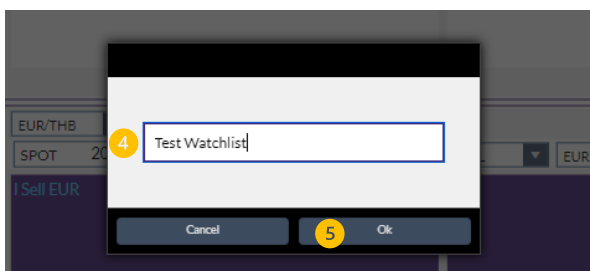 EUR/THB
4 Test Watchlist
SPOT 20 EUR
I Sell EUR
Cancel 5 Ok